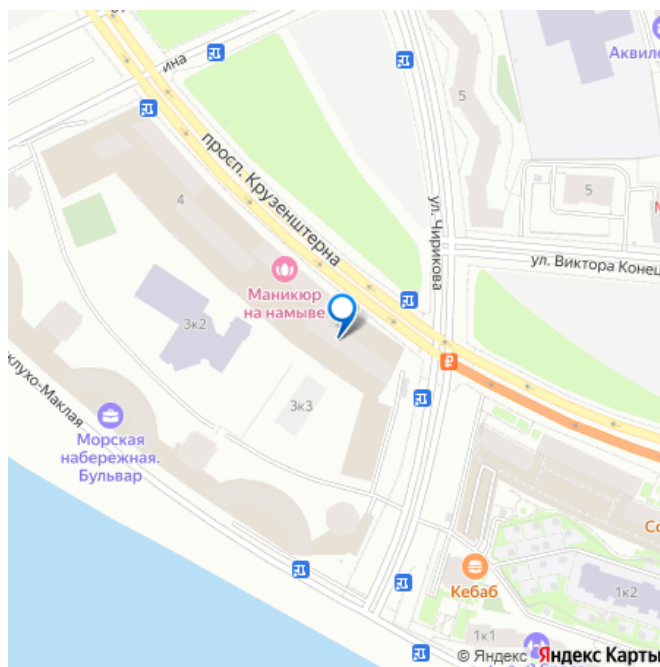 ина
Аквило
5
просп. Крузенштерна
4
5
ул. Чирикова
ул. Виктора Конец
Маникюр
на намыве
3к2
клухо-Маклая
₽
3к3
Морская
набережная.
Бульвар
Со
Кебаб
1к2
1к1
© Яндекс Яндекс Карты